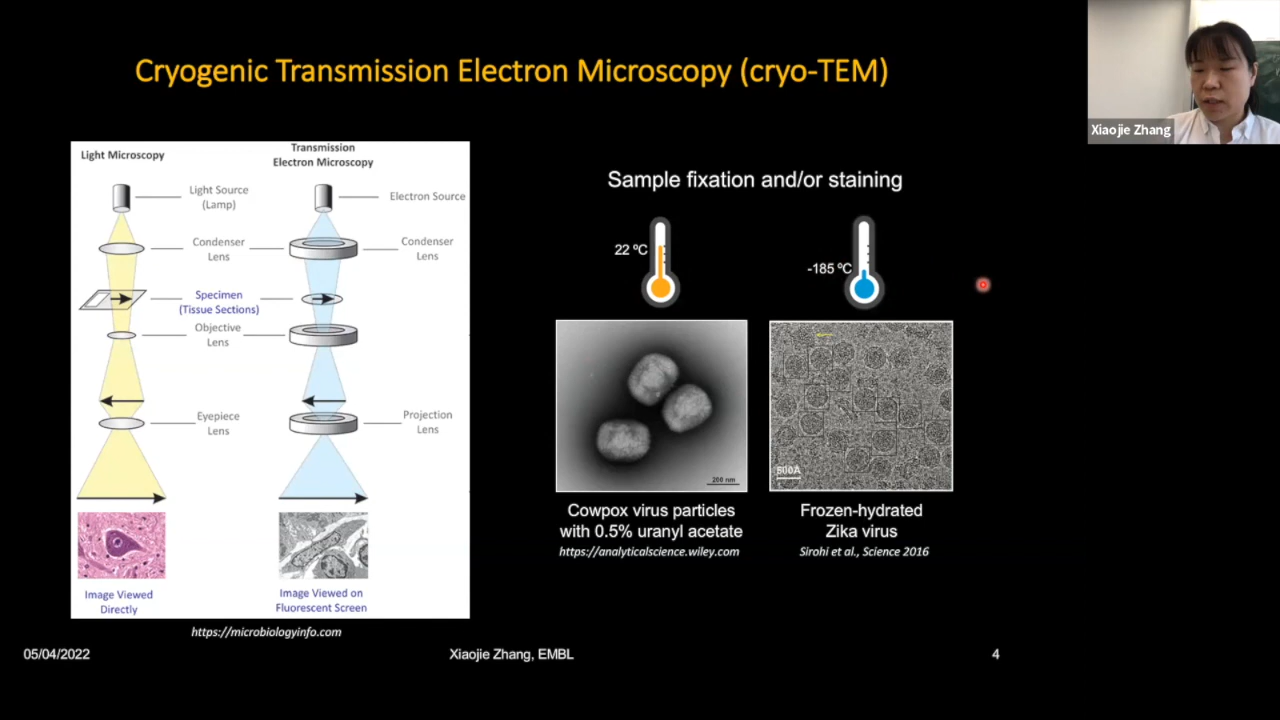 Cryogenic Transmission Electron Microscopy (cryo-TEM)
Xiaojie Zhang
Light Microscopy
Transmission
Electron Microscopy
Light Source
(Lamp)
Electron Source
Condenser
Lens
Condenser
Lens
Specimen
(Tissue Sections)
Objective
Lens
Eyepiece
Lens
Projection
Lens
Image Viewed
Directly
Image Viewed on
Fluorescent Screen
https://microbiologyinfo.com
Sample fixation and/or staining
22 ºC
-185 ºC
200 nm
500Å
Cowpox virus particles
with 0.5% uranyl acetate
https://analyticalscience.wiley.com
Frozen-hydrated
Zika virus
Sirohi et al., Science 2016
05/04/2022
Xiaojie Zhang, EMBL
4